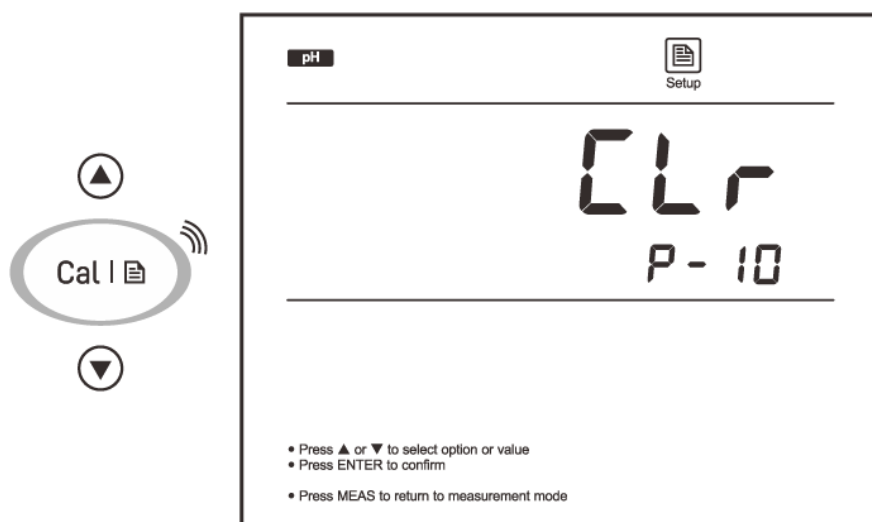 pH
Setup
CLr
P- 10
Cal |
• Press ▲ or ▼ to select option or value
• Press ENTER to confirm
• Press MEAS to return to measurement mode